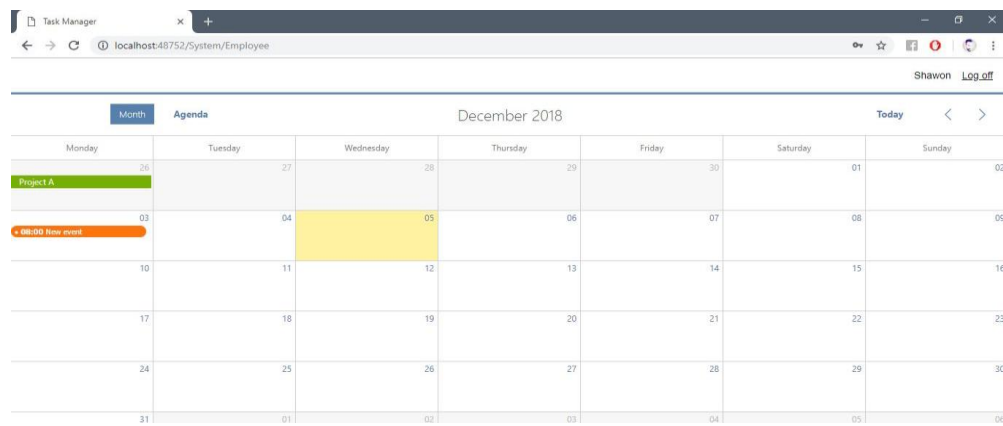 Task Manager
localhost:48752/System/Employee
Shawon Log off
Month Agenda December 2018 Today
Monday Tuesday Wednesday Thursday Friday Saturday Sunday
26 27 28 29 30 01 02
Project A
03 04 05 06 07 08 09
08:00 New event
10 11 12 13 14 15 16
17 18 19 20 21 22 23
24 25 26 27 28 29 30
31 01 02 03 04 05 06